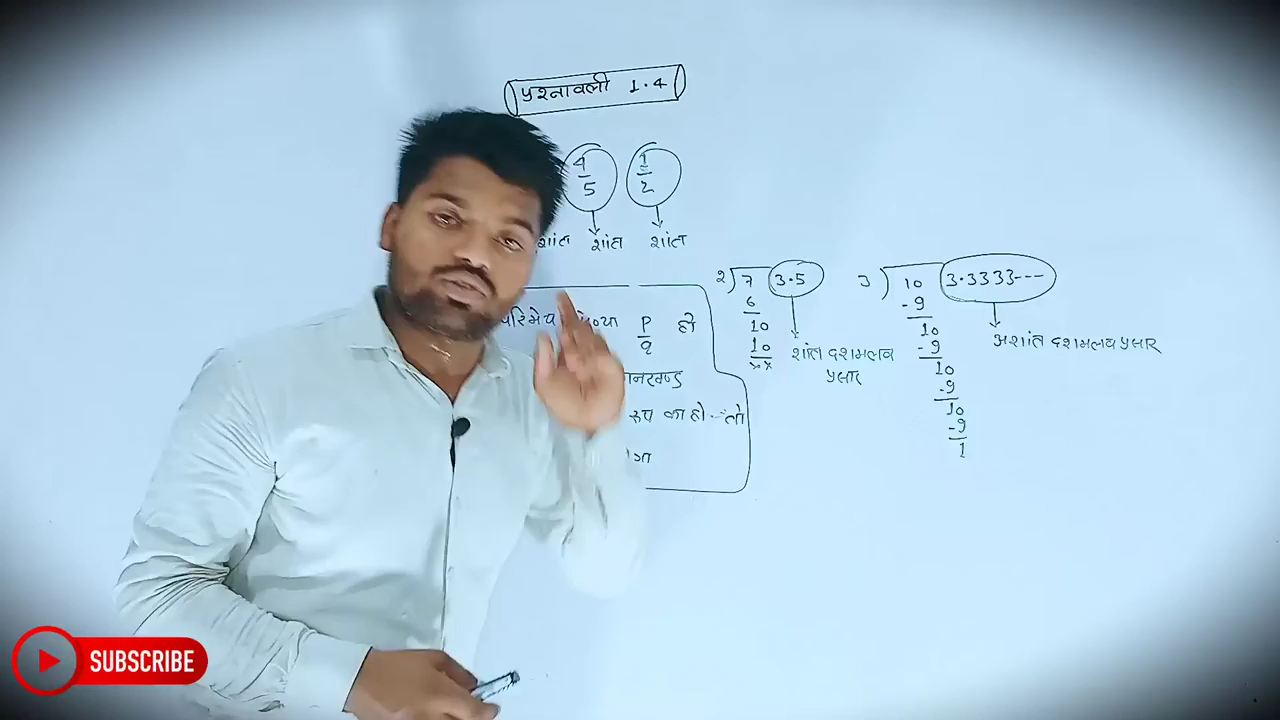 प्रश्नावली 1.4
4/5 1/2
शांत शांत शांत
परिमेय संख्या P/q हो
रूप का हो तो
2 7 3.5
6
10
10
××
शांत दशमलव
प्रसार
3 10 3.3333---
-9
10
-9
10
-9
10
-9
1
अशांत दशमलव प्रसार
SUBSCRIBE